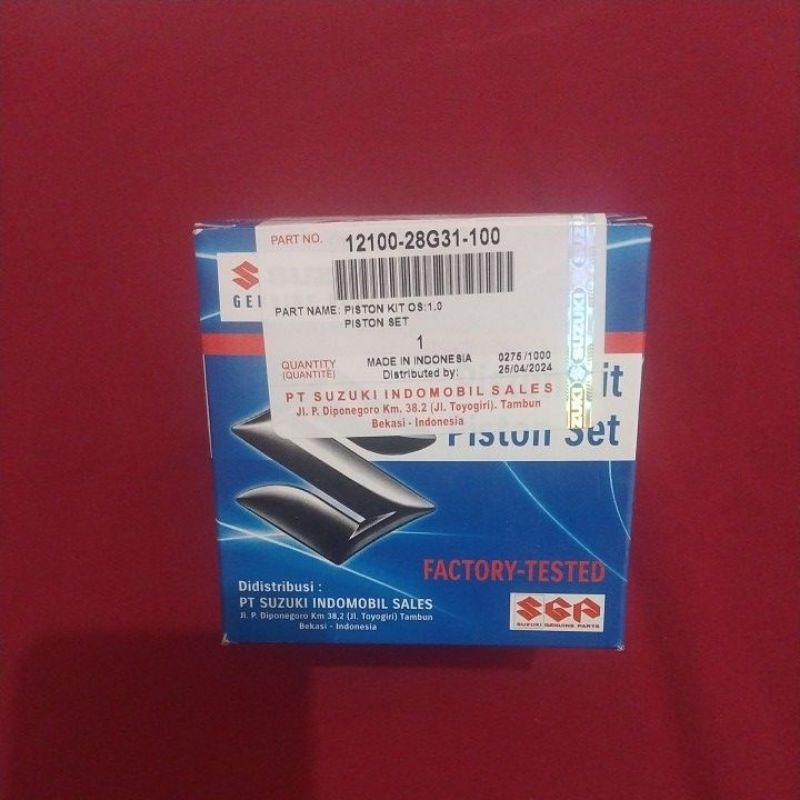 PART NO. 12100-28G31-100
GE
PART NAME: PISTON KIT OS:1.0
PISTON SET
1
QUANTITY
(QUANTITE)
MADE IN INDONESIA
Distributed by:
0275 /1000
25/04/2024
PT SUZUKI INDOMOBIL SALES
Jl. P. Diponegoro Km. 38.2 (Jl. Toyogiri). Tambun
Bekasi - Indonesia
SUZUKI
ZUKI
it
Piston Set
FACTORY-TESTED
Didistribusi :
PT SUZUKI INDOMOBIL SALES
Jl. P. Diponegoro Km 38,2 (Jl. Toyogiri) Tambun
Bekasi - Indonesia
SGP
SUZUKI GENUINE PARTS